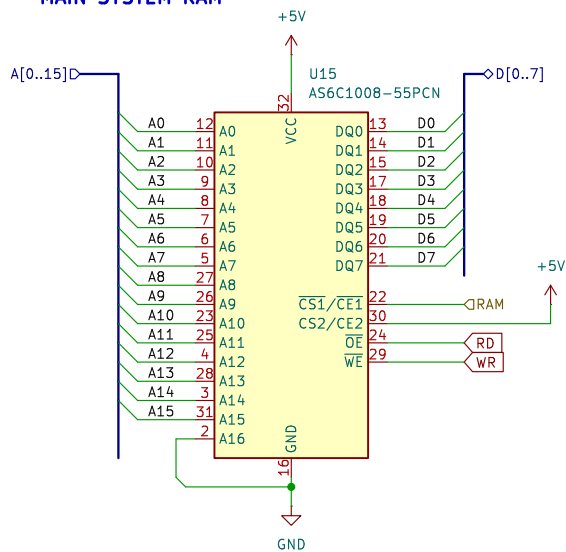 MAIN SYSTEM RAM
+5V
A[0..15]
D[0..7]
U15
AS6C1008-55PCN
32
VCC
A0 12 A0
A1 11 A1
A2 10 A2
A3 9 A3
A4 8 A4
A5 7 A5
A6 6 A6
A7 5 A7
A8 27 A8
A9 26 A9
A10 23 A10
A11 25 A11
A12 4 A12
A13 28 A13
A14 3 A14
A15 31 A15
2 A16
DQ0 13 D0
DQ1 14 D1
DQ2 15 D2
DQ3 17 D3
DQ4 18 D4
DQ5 19 D5
DQ6 20 D6
DQ7 21 D7
+5V
CS1/CE1 22 RAM
CS2/CE2 30
OE 24 RD
WE 29 WR
GND
16
GND